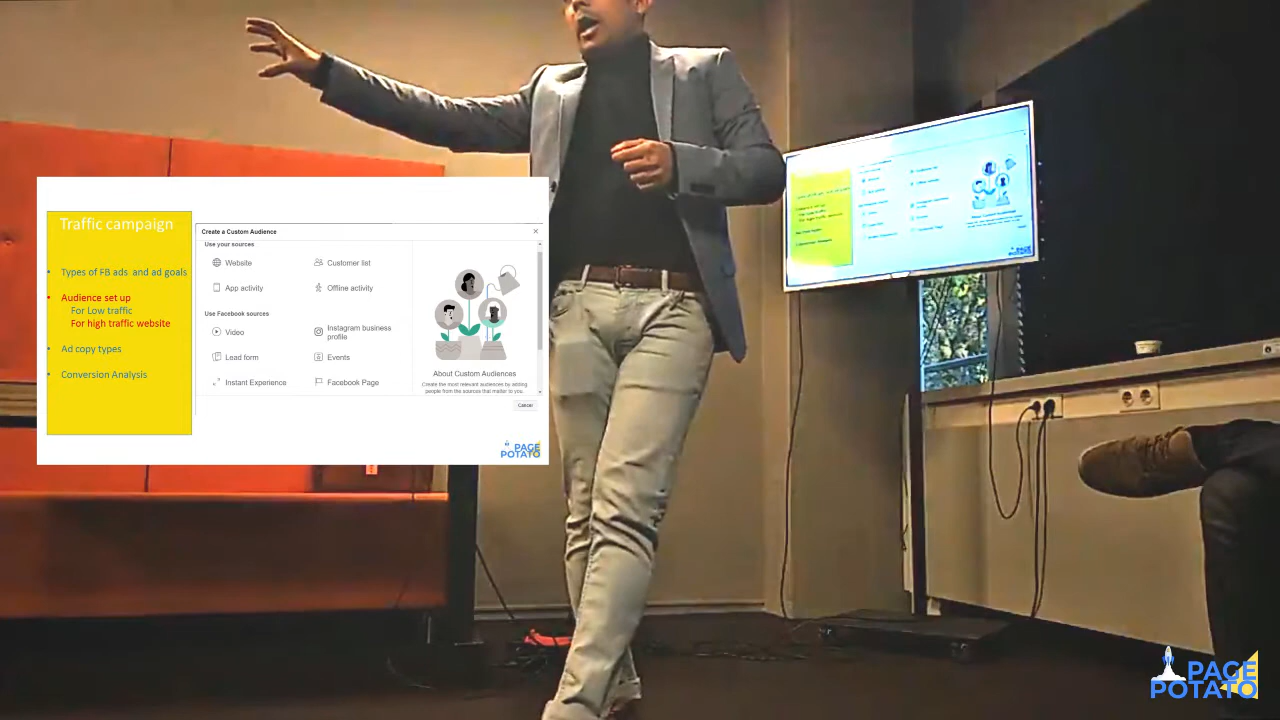 Traffic campaign
• Types of FB ads and ad goals
• Audience set up
For Low traffic
For high traffic website
• Ad copy types
• Conversion Analysis
Create a Custom Audience
Use your sources
Website
Customer list
App activity
Offline activity
Use Facebook sources
Video
Instagram business
profile
Lead form
Events
Instant Experience
Facebook Page
About Custom Audiences
Create the most relevant audiences by adding
people from the sources that matter to you.
Cancel
PAGE
POTATO
PAGE
POTATO